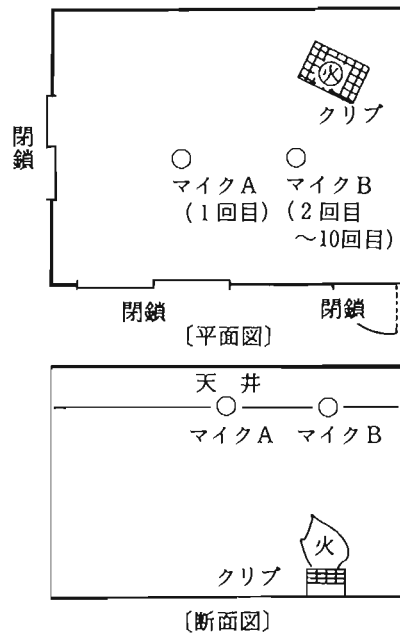 火
クリブ
閉鎖
マイクA
(1回目)
マイクB
(2回目
～10回目)
閉鎖
閉鎖
〔平面図〕
天井
マイクA
マイクB
火
クリブ
〔断面図〕